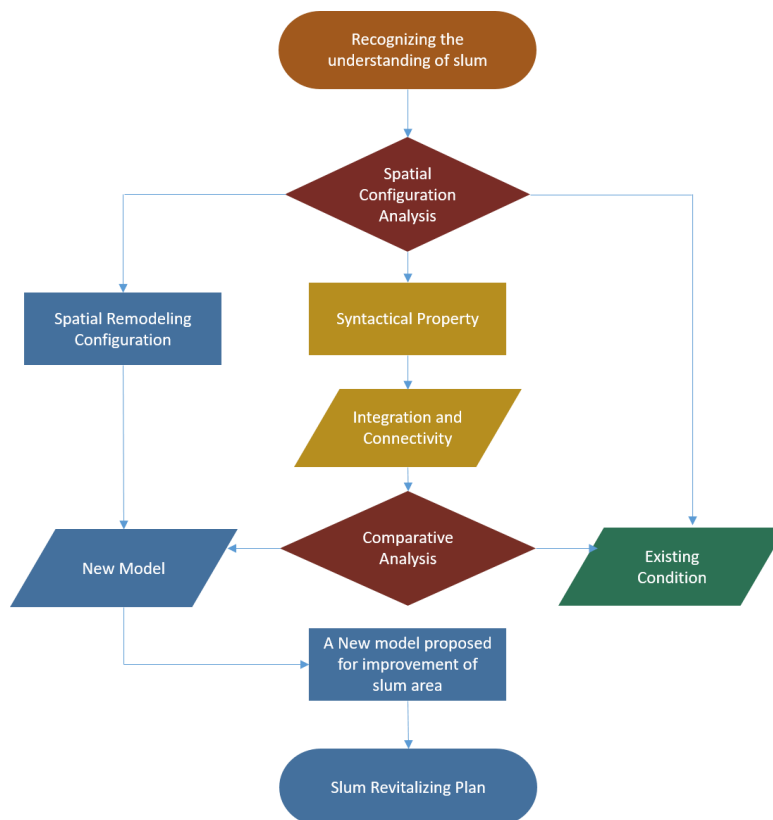 Recognizing the
understanding of slum
Spatial
Configuration
Analysis
Spatial Remodeling
Configuration
Syntactical Property
Integration and
Connectivity
New Model
Comparative
Analysis
Existing
Condition
A New model proposed
for improvement of
slum area
Slum Revitalizing Plan